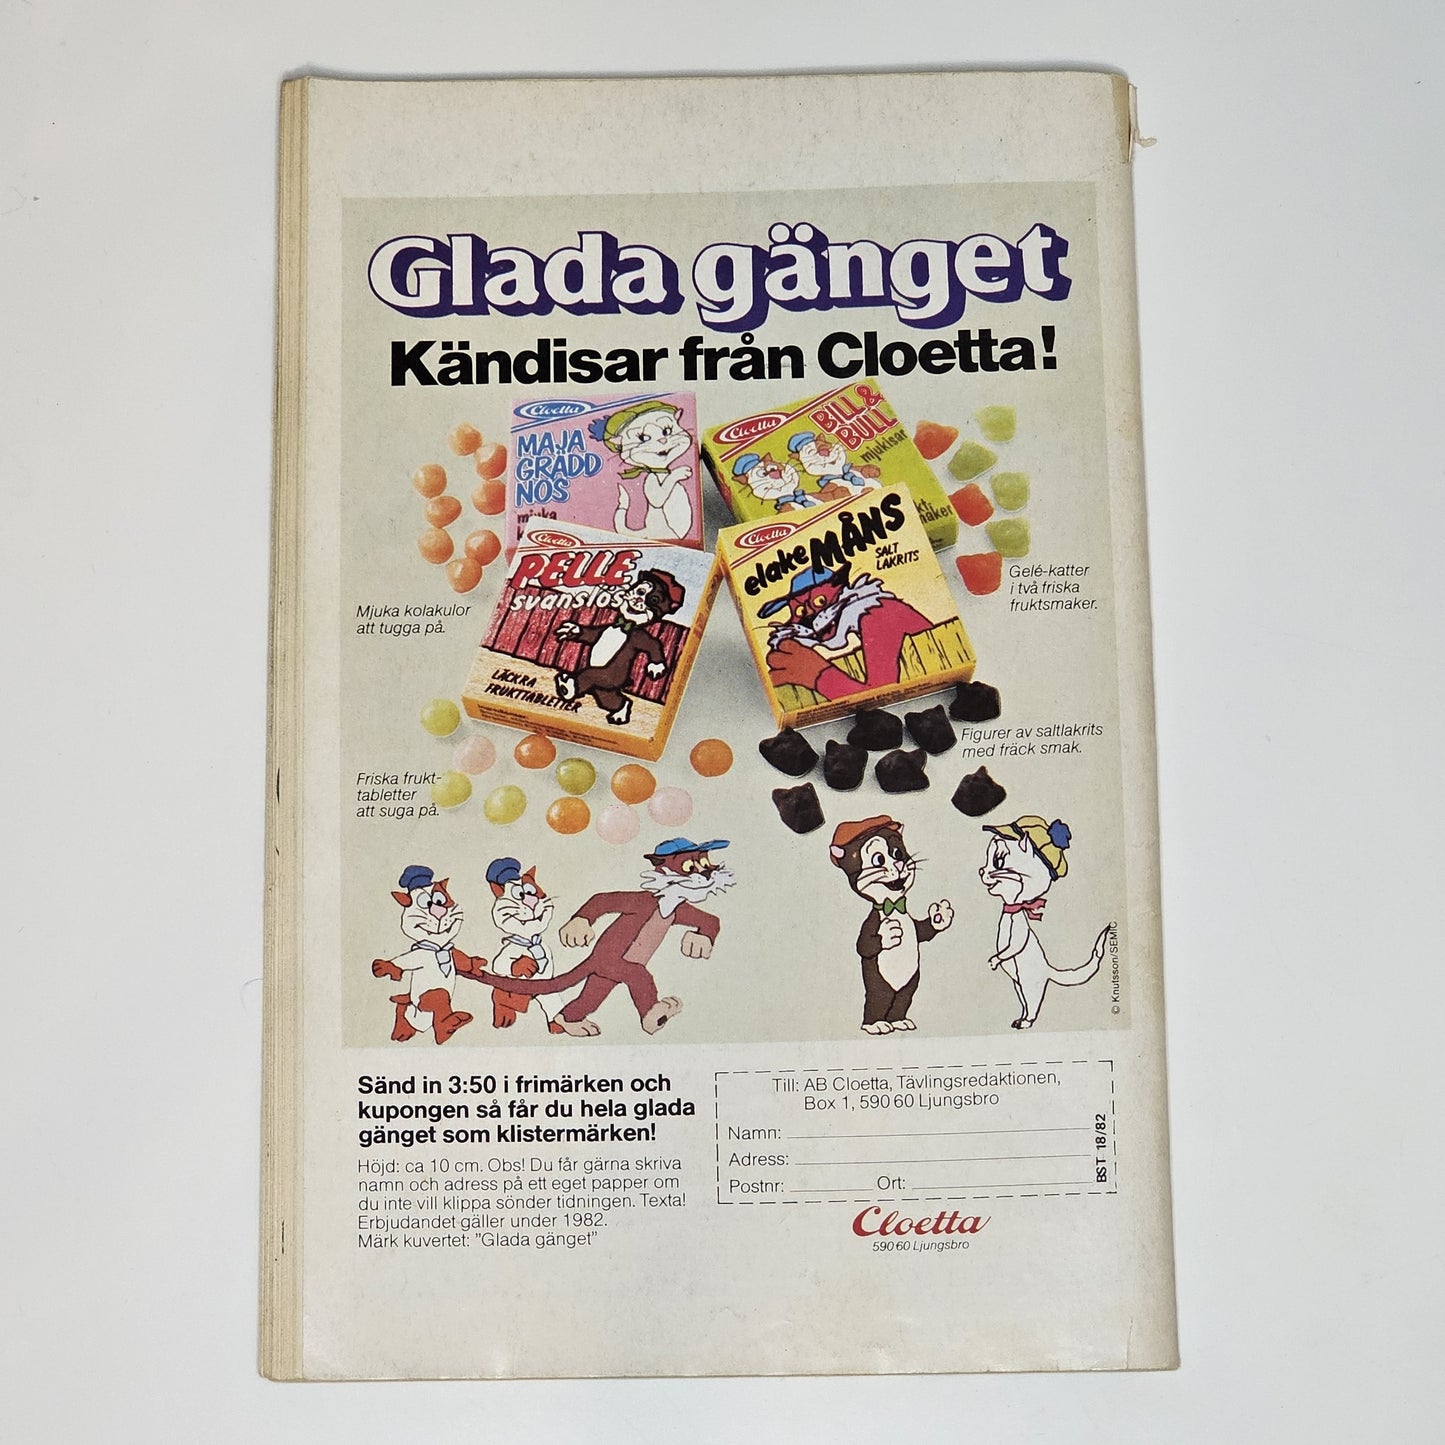 Glada gänget
Kändisar från Cloetta!
Cloetta
MAJA
GRÄDD
NOS
mjuka
Cloetta
BILL &
BULL
mjukisar
Cloetta
PELLE
svanslös
LÄCKRA
FRUKTTABLETTER
Cloetta
elake MÅNS
SALT
LAKRITS
Mjuka kolakulor
att tugga på.
Gelé-katter
i två friska
fruktsmaker.
Friska frukt-
tabletter
att suga på.
Figurer av saltlakrits
med fräck smak.
© Knutsson/SEMIC
Sänd in 3:50 i frimärken och
kupongen så får du hela glada
gänget som klistermärken!
Höjd: ca 10 cm. Obs! Du får gärna skriva
namn och adress på ett eget papper om
du inte vill klippa sönder tidningen. Texta!
Erbjudandet gäller under 1982.
Märk kuvertet: "Glada gänget"
Till: AB Cloetta, Tävlingsredaktionen,
Box 1, 590 60 Ljungsbro
Namn:
Adress:
Postnr: Ort:
BST 18/82
Cloetta
590 60 Ljungsbro